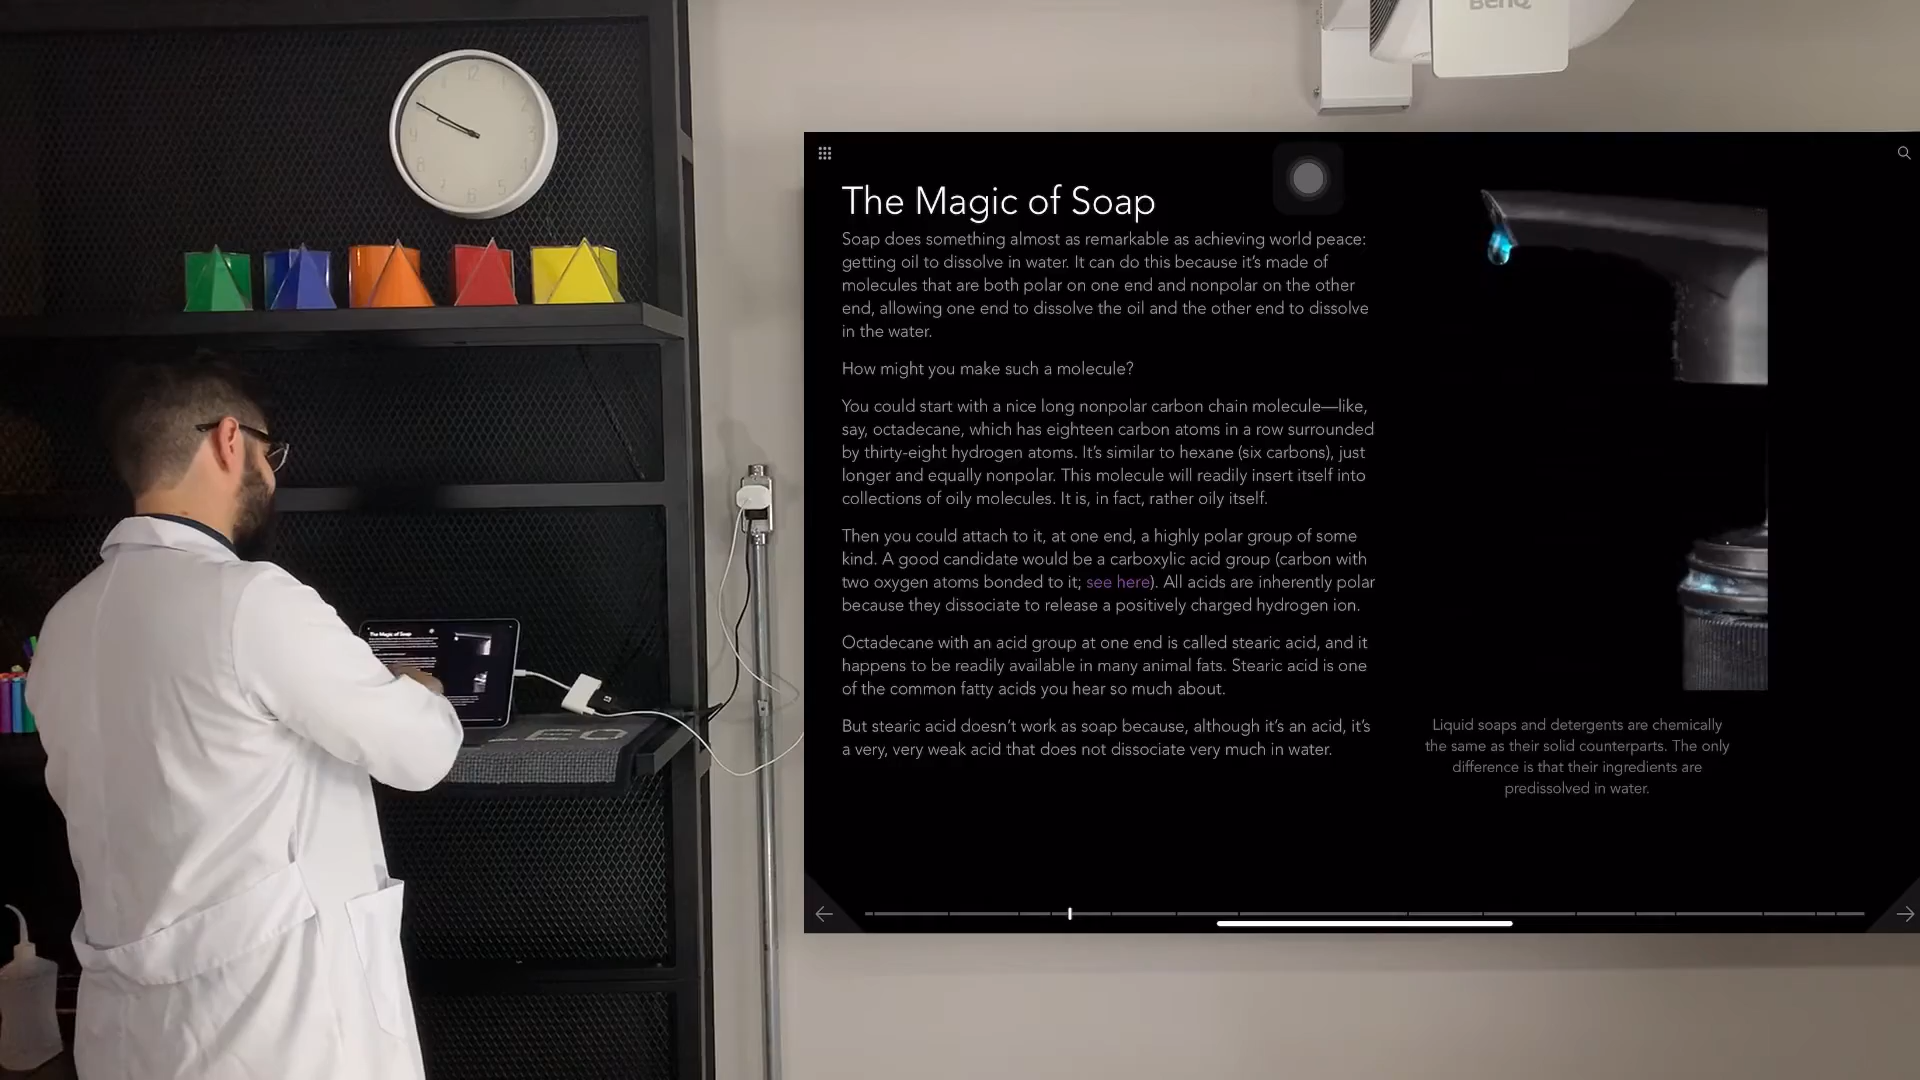 BenQ
12
3
5
6
7
8
The Magic of Soap
Soap does something almost as remarkable as achieving world peace:
getting oil to dissolve in water. It can do this because it’s made of
molecules that are both polar on one end and nonpolar on the other
end, allowing one end to dissolve the oil and the other end to dissolve
in the water.
How might you make such a molecule?
You could start with a nice long nonpolar carbon chain molecule—like,
say, octadecane, which has eighteen carbon atoms in a row surrounded
by thirty-eight hydrogen atoms. It’s similar to hexane (six carbons), just
longer and equally nonpolar. This molecule will readily insert itself into
collections of oily molecules. It is, in fact, rather oily itself.
Then you could attach to it, at one end, a highly polar group of some
kind. A good candidate would be a carboxylic acid group (carbon with
two oxygen atoms bonded to it; see here). All acids are inherently polar
because they dissociate to release a positively charged hydrogen ion.
Octadecane with an acid group at one end is called stearic acid, and it
happens to be readily available in many animal fats. Stearic acid is one
of the common fatty acids you hear so much about.
But stearic acid doesn’t work as soap because, although it’s an acid, it’s
a very, very weak acid that does not dissociate very much in water.
Liquid soaps and detergents are chemically
the same as their solid counterparts. The only
difference is that their ingredients are
predissolved in water.
The Magic of Soap
LEO